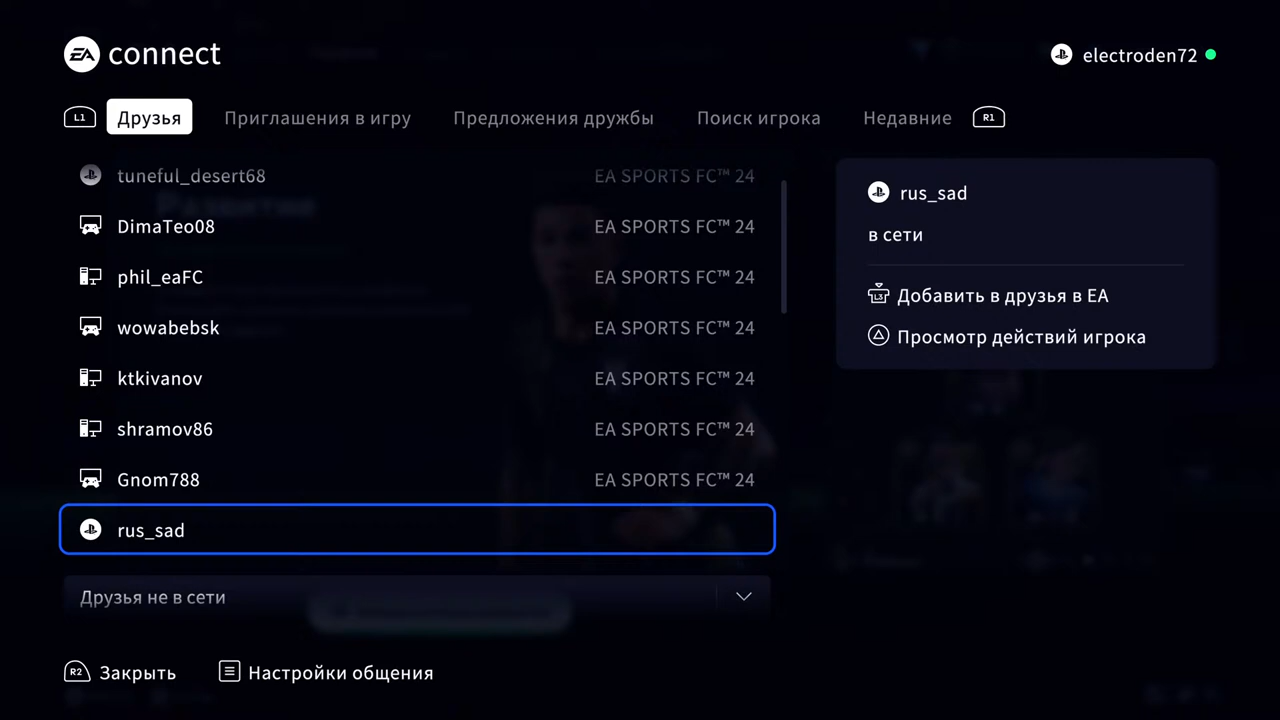 EA connect
electroden72
L1 Друзья Приглашения в игру Предложения дружбы Поиск игрока Недавние R1
tuneful_desert68 EA SPORTS FC™ 24
DimaTeo08 EA SPORTS FC™ 24
phil_eaFC EA SPORTS FC™ 24
wowabebsk EA SPORTS FC™ 24
ktkivanov EA SPORTS FC™ 24
shramov86 EA SPORTS FC™ 24
Gnom788 EA SPORTS FC™ 24
rus_sad
Друзья не в сети
rus_sad
в сети
L3 Добавить в друзья в EA
Просмотр действий игрока
R2 Закрыть Настройки общения
Развитие